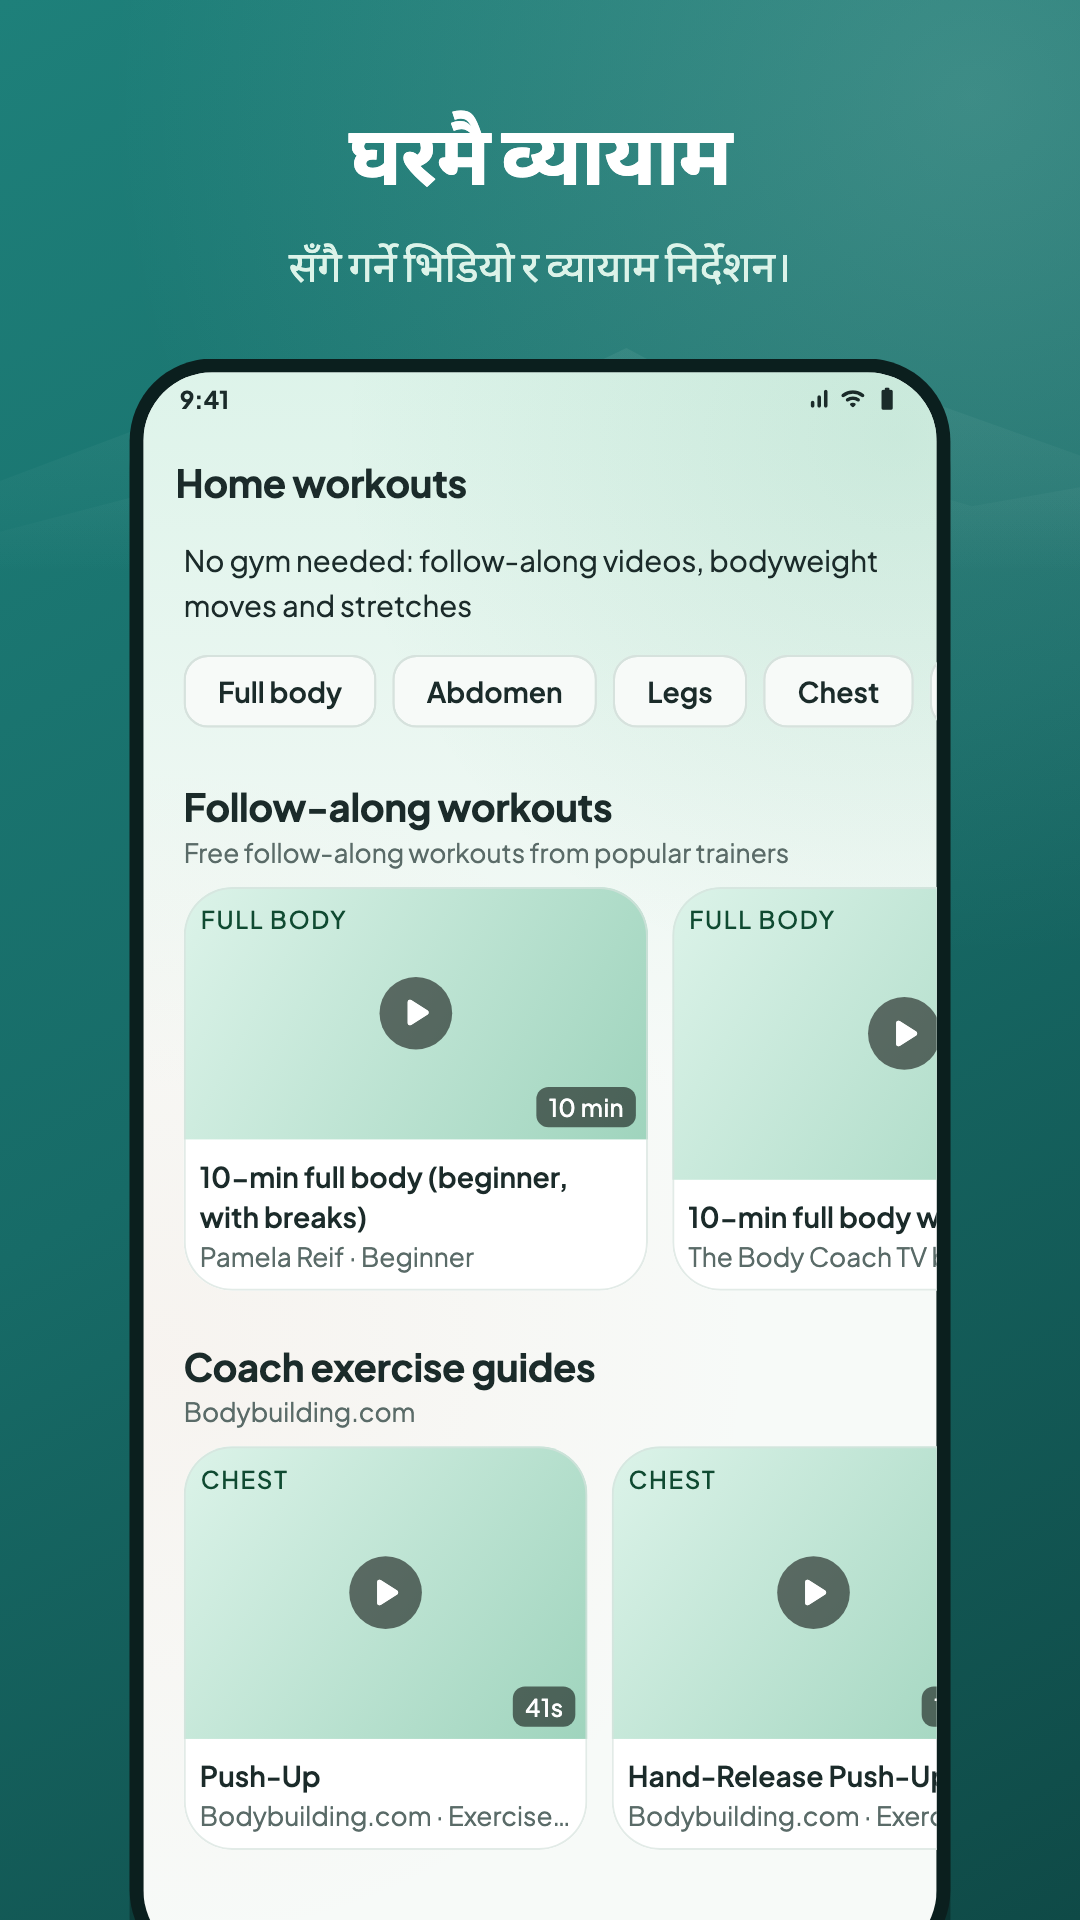 घरमै व्यायाम
सँगै गर्ने भिडियो र व्यायाम निर्देशन।
9:41
Home workouts
No gym needed: follow-along videos, bodyweight
moves and stretches
Full body
Abdomen
Legs
Chest
Follow-along workouts
Free follow-along workouts from popular trainers
FULL BODY
FULL BODY
10 min
10-min full body (beginner,
with breaks)
Pamela Reif · Beginner
10-min full body
The Body Coach TV
Coach exercise guides
Bodybuilding.com
CHEST
CHEST
41s
Push-Up
Bodybuilding.com · Exercise...
Hand-Release Push-Up
Bodybuilding.com ·